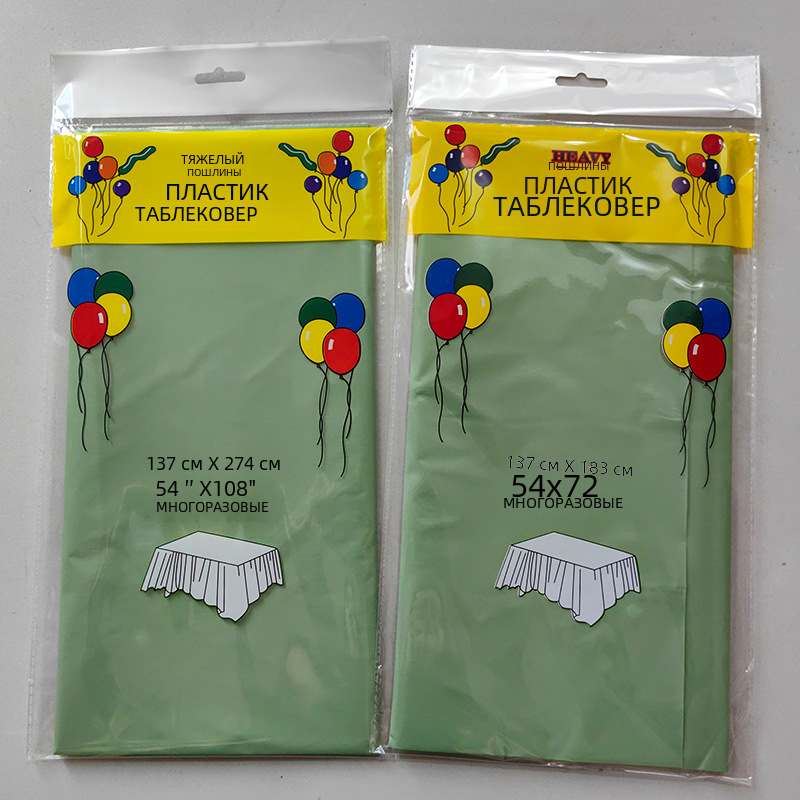 ТЯЖЕЛЫЙ
ПОШЛИНЫ
ПЛАСТИК
ТАБЛЕКОВЕР
137 см X 274 см
54 " X108"
МНОГОРАЗОВЫЕ
HEAVY
ПОШЛИНЫ
ПЛАСТИК
ТАБЛЕКОВЕР
137 см X 183 см
54x72
МНОГОРАЗОВЫЕ